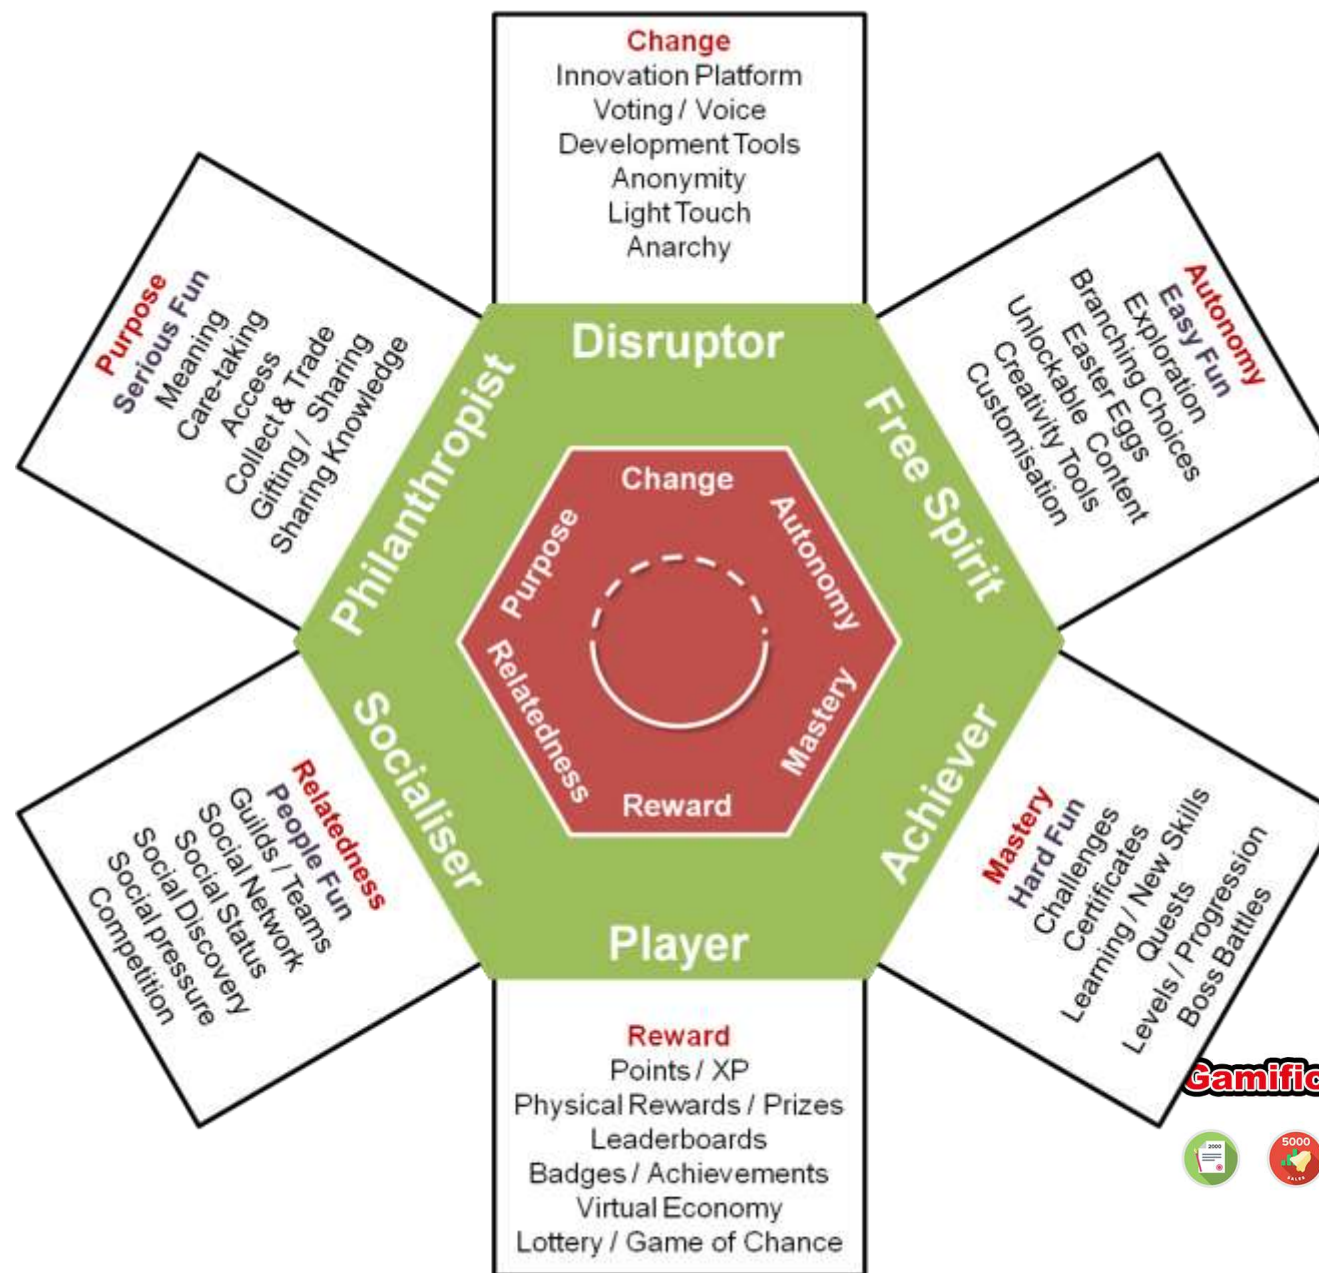 Change
Innovation Platform
Voting / Voice
Development Tools
Anonymity
Light Touch
Anarchy
Purpose
Serious Fun
Meaning
Care-taking
Access
Collect & Trade
Gifting / Sharing
Sharing Knowledge
Autonomy
Easy Fun
Exploration
Branching Choices
Easter Eggs
Unlockable Content
Creativity Tools
Customisation
Disruptor
Philanthropist
Free Spirit
Change
Purpose
Autonomy
Relatedness
Mastery
Reward
Socialiser
Achiever
Player
Relatedness
People Fun
Guilds / Teams
Social Network
Social Status
Social Discovery
Social pressure
Competition
Mastery
Hard Fun
Challenges
Certificates
Learning / New Skills
Quests
Levels / Progression
Boss Battles
Reward
Points / XP
Physical Rewards / Prizes
Leaderboards
Badges / Achievements
Virtual Economy
Lottery / Game of Chance
Gamific
2000
5000
SALES